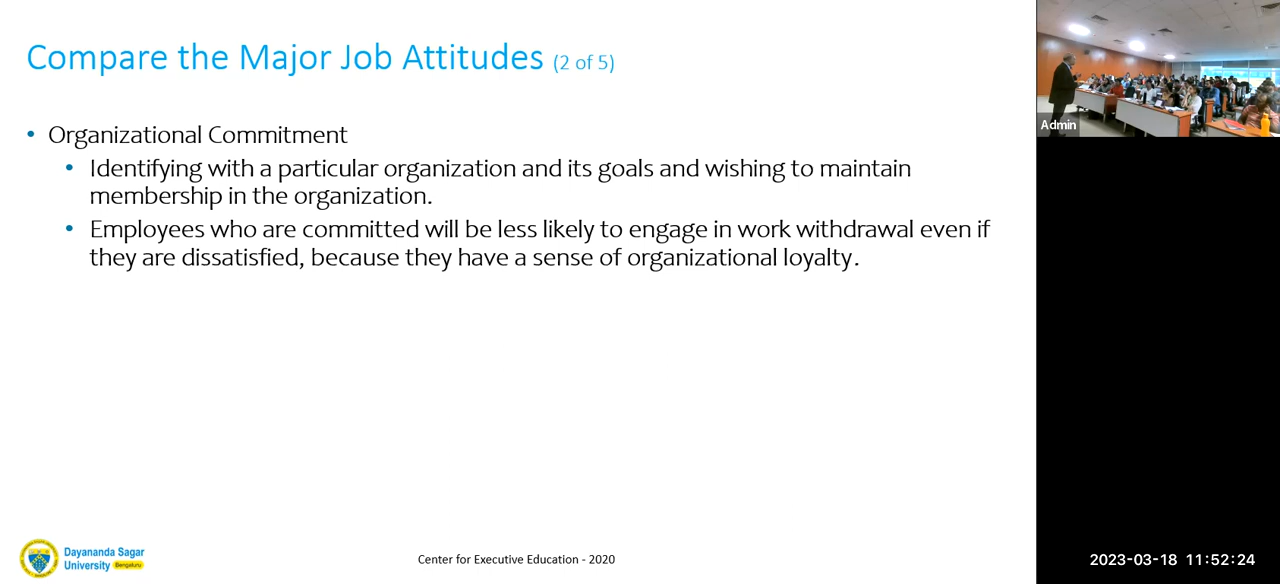 Compare the Major Job Attitudes (2 of 5)
• Organizational Commitment
• Identifying with a particular organization and its goals and wishing to maintain
membership in the organization.
• Employees who are committed will be less likely to engage in work withdrawal even if
they are dissatisfied, because they have a sense of organizational loyalty.
Admin
Dayananda Sagar
University Bengaluru
Center for Executive Education - 2020
2023-03-18 11:52:24